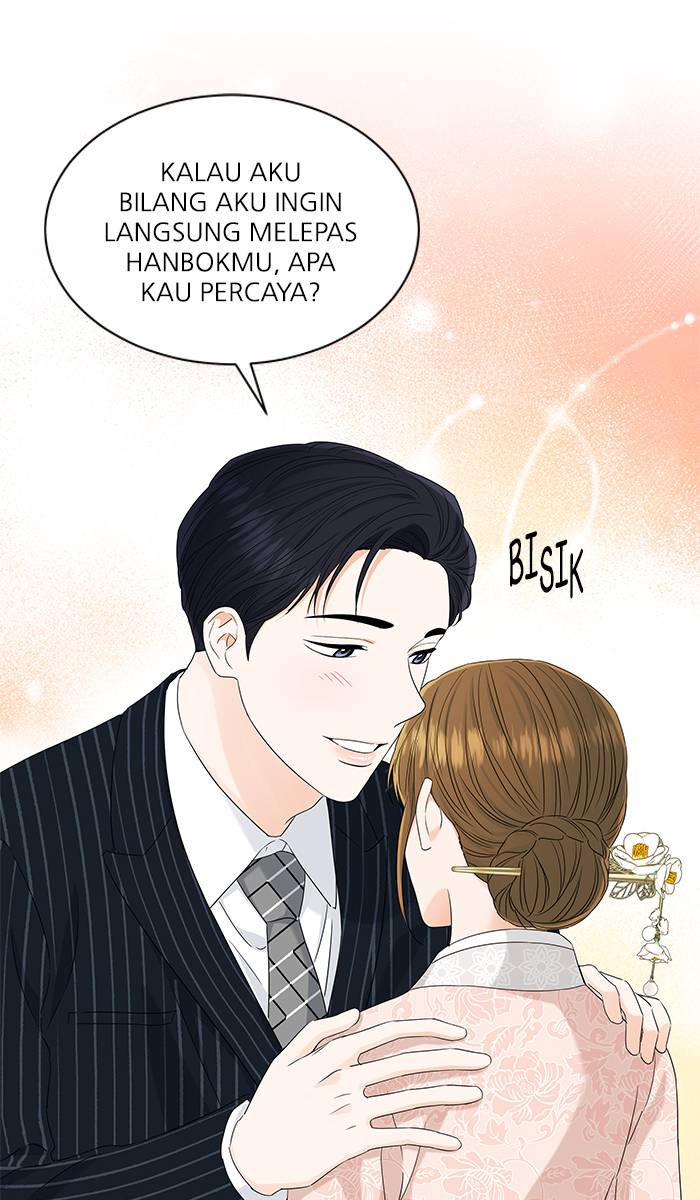 KALAU AKU
BILANG AKU INGIN
LANGSUNG MELEPAS
HANBOKMU, APA
KAU PERCAYA?
BISIK